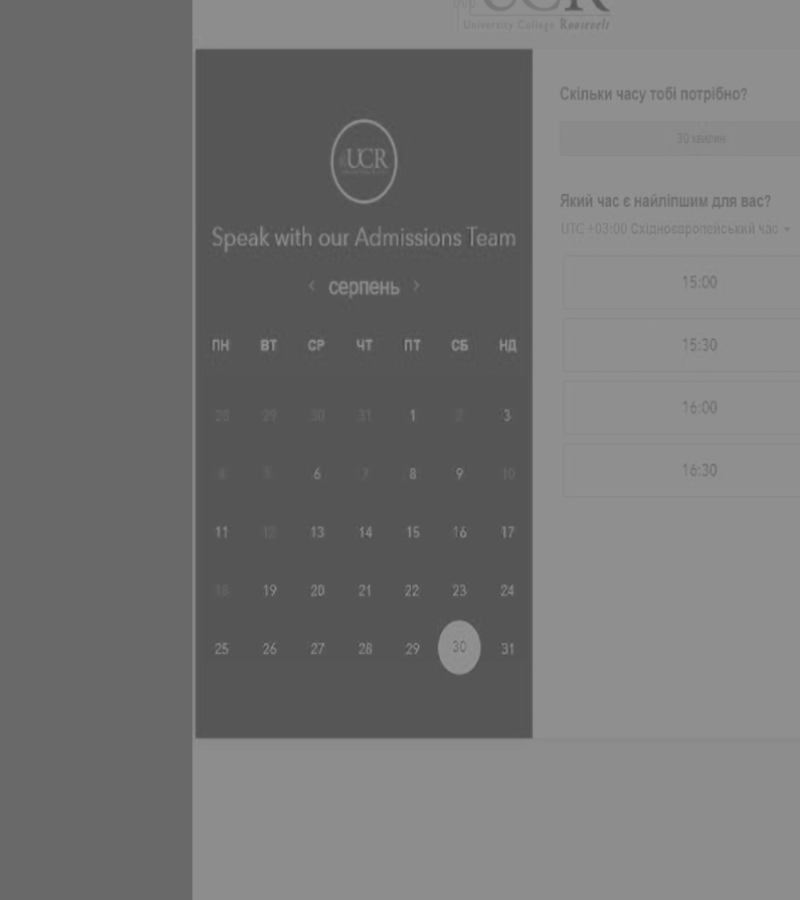 UCR
University College Roosevelt
UCR
Speak with our Admissions Team
‹ серпень ›
ПН ВТ СР ЧТ ПТ СБ НД
28 29 30 31 1 2 3
4 5 6 7 8 9 10
11 12 13 14 15 16 17
18 19 20 21 22 23 24
25 26 27 28 29 30 31
Скільки часу тобі потрібно?
30 хвилин
Який час є найліпшим для вас?
UTC +03:00 Східноєвропейський час
15:00
15:30
16:00
16:30